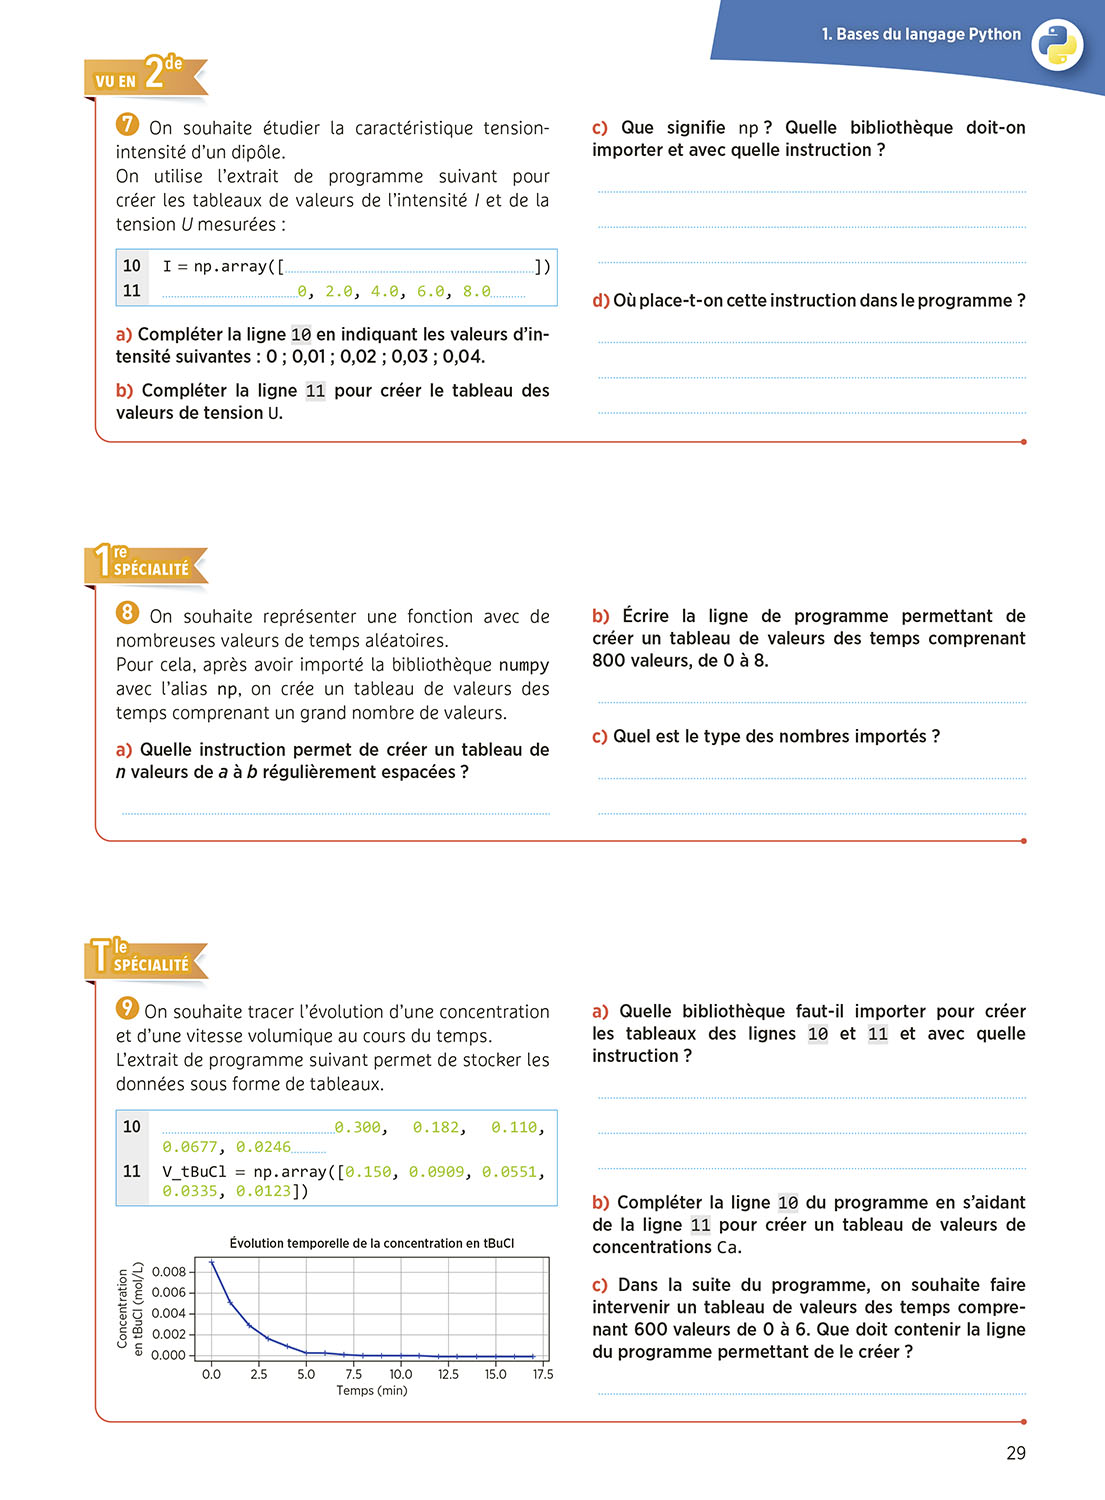 1. Bases du langage Python
VU EN 2de
7 On souhaite étudier la caractéristique tension-
intensité d'un dipôle.
On utilise l'extrait de programme suivant pour
créer les tableaux de valeurs de l'intensité I et de la
tension U mesurées :
10 I = np.array([ ])
11 0, 2.0, 4.0, 6.0, 8.0
a) Compléter la ligne 10 en indiquant les valeurs d'in-
tensité suivantes : 0 ; 0,01 ; 0,02 ; 0,03 ; 0,04.
b) Compléter la ligne 11 pour créer le tableau des
valeurs de tension U.
c) Que signifie np ? Quelle bibliothèque doit-on
importer et avec quelle instruction ?
d) Où place-t-on cette instruction dans le programme ?
1re SPÉCIALITÉ
8 On souhaite représenter une fonction avec de
nombreuses valeurs de temps aléatoires.
Pour cela, après avoir importé la bibliothèque numpy
avec l'alias np, on crée un tableau de valeurs des
temps comprenant un grand nombre de valeurs.
a) Quelle instruction permet de créer un tableau de
n valeurs de a à b régulièrement espacées ?
b) Écrire la ligne de programme permettant de
créer un tableau de valeurs des temps comprenant
800 valeurs, de 0 à 8.
c) Quel est le type des nombres importés ?
Tle SPÉCIALITÉ
9 On souhaite tracer l'évolution d'une concentration
et d'une vitesse volumique au cours du temps.
L'extrait de programme suivant permet de stocker les
données sous forme de tableaux.
10 0.300, 0.182, 0.110,
0.0677, 0.0246
11 V_tBuCl = np.array([0.150, 0.0909, 0.0551,
0.0335, 0.0123])
Évolution temporelle de la concentration en tBuCl
Concentration
en tBuCl (mol/L)
0.008
0.006
0.004
0.002
0.000
0.0 2.5 5.0 7.5 10.0 12.5 15.0 17.5
Temps (min)
a) Quelle bibliothèque faut-il importer pour créer
les tableaux des lignes 10 et 11 et avec quelle
instruction ?
b) Compléter la ligne 10 du programme en s'aidant
de la ligne 11 pour créer un tableau de valeurs de
concentrations Ca.
c) Dans la suite du programme, on souhaite faire
intervenir un tableau de valeurs des temps compre-
nant 600 valeurs de 0 à 6. Que doit contenir la ligne
du programme permettant de le créer ?
29